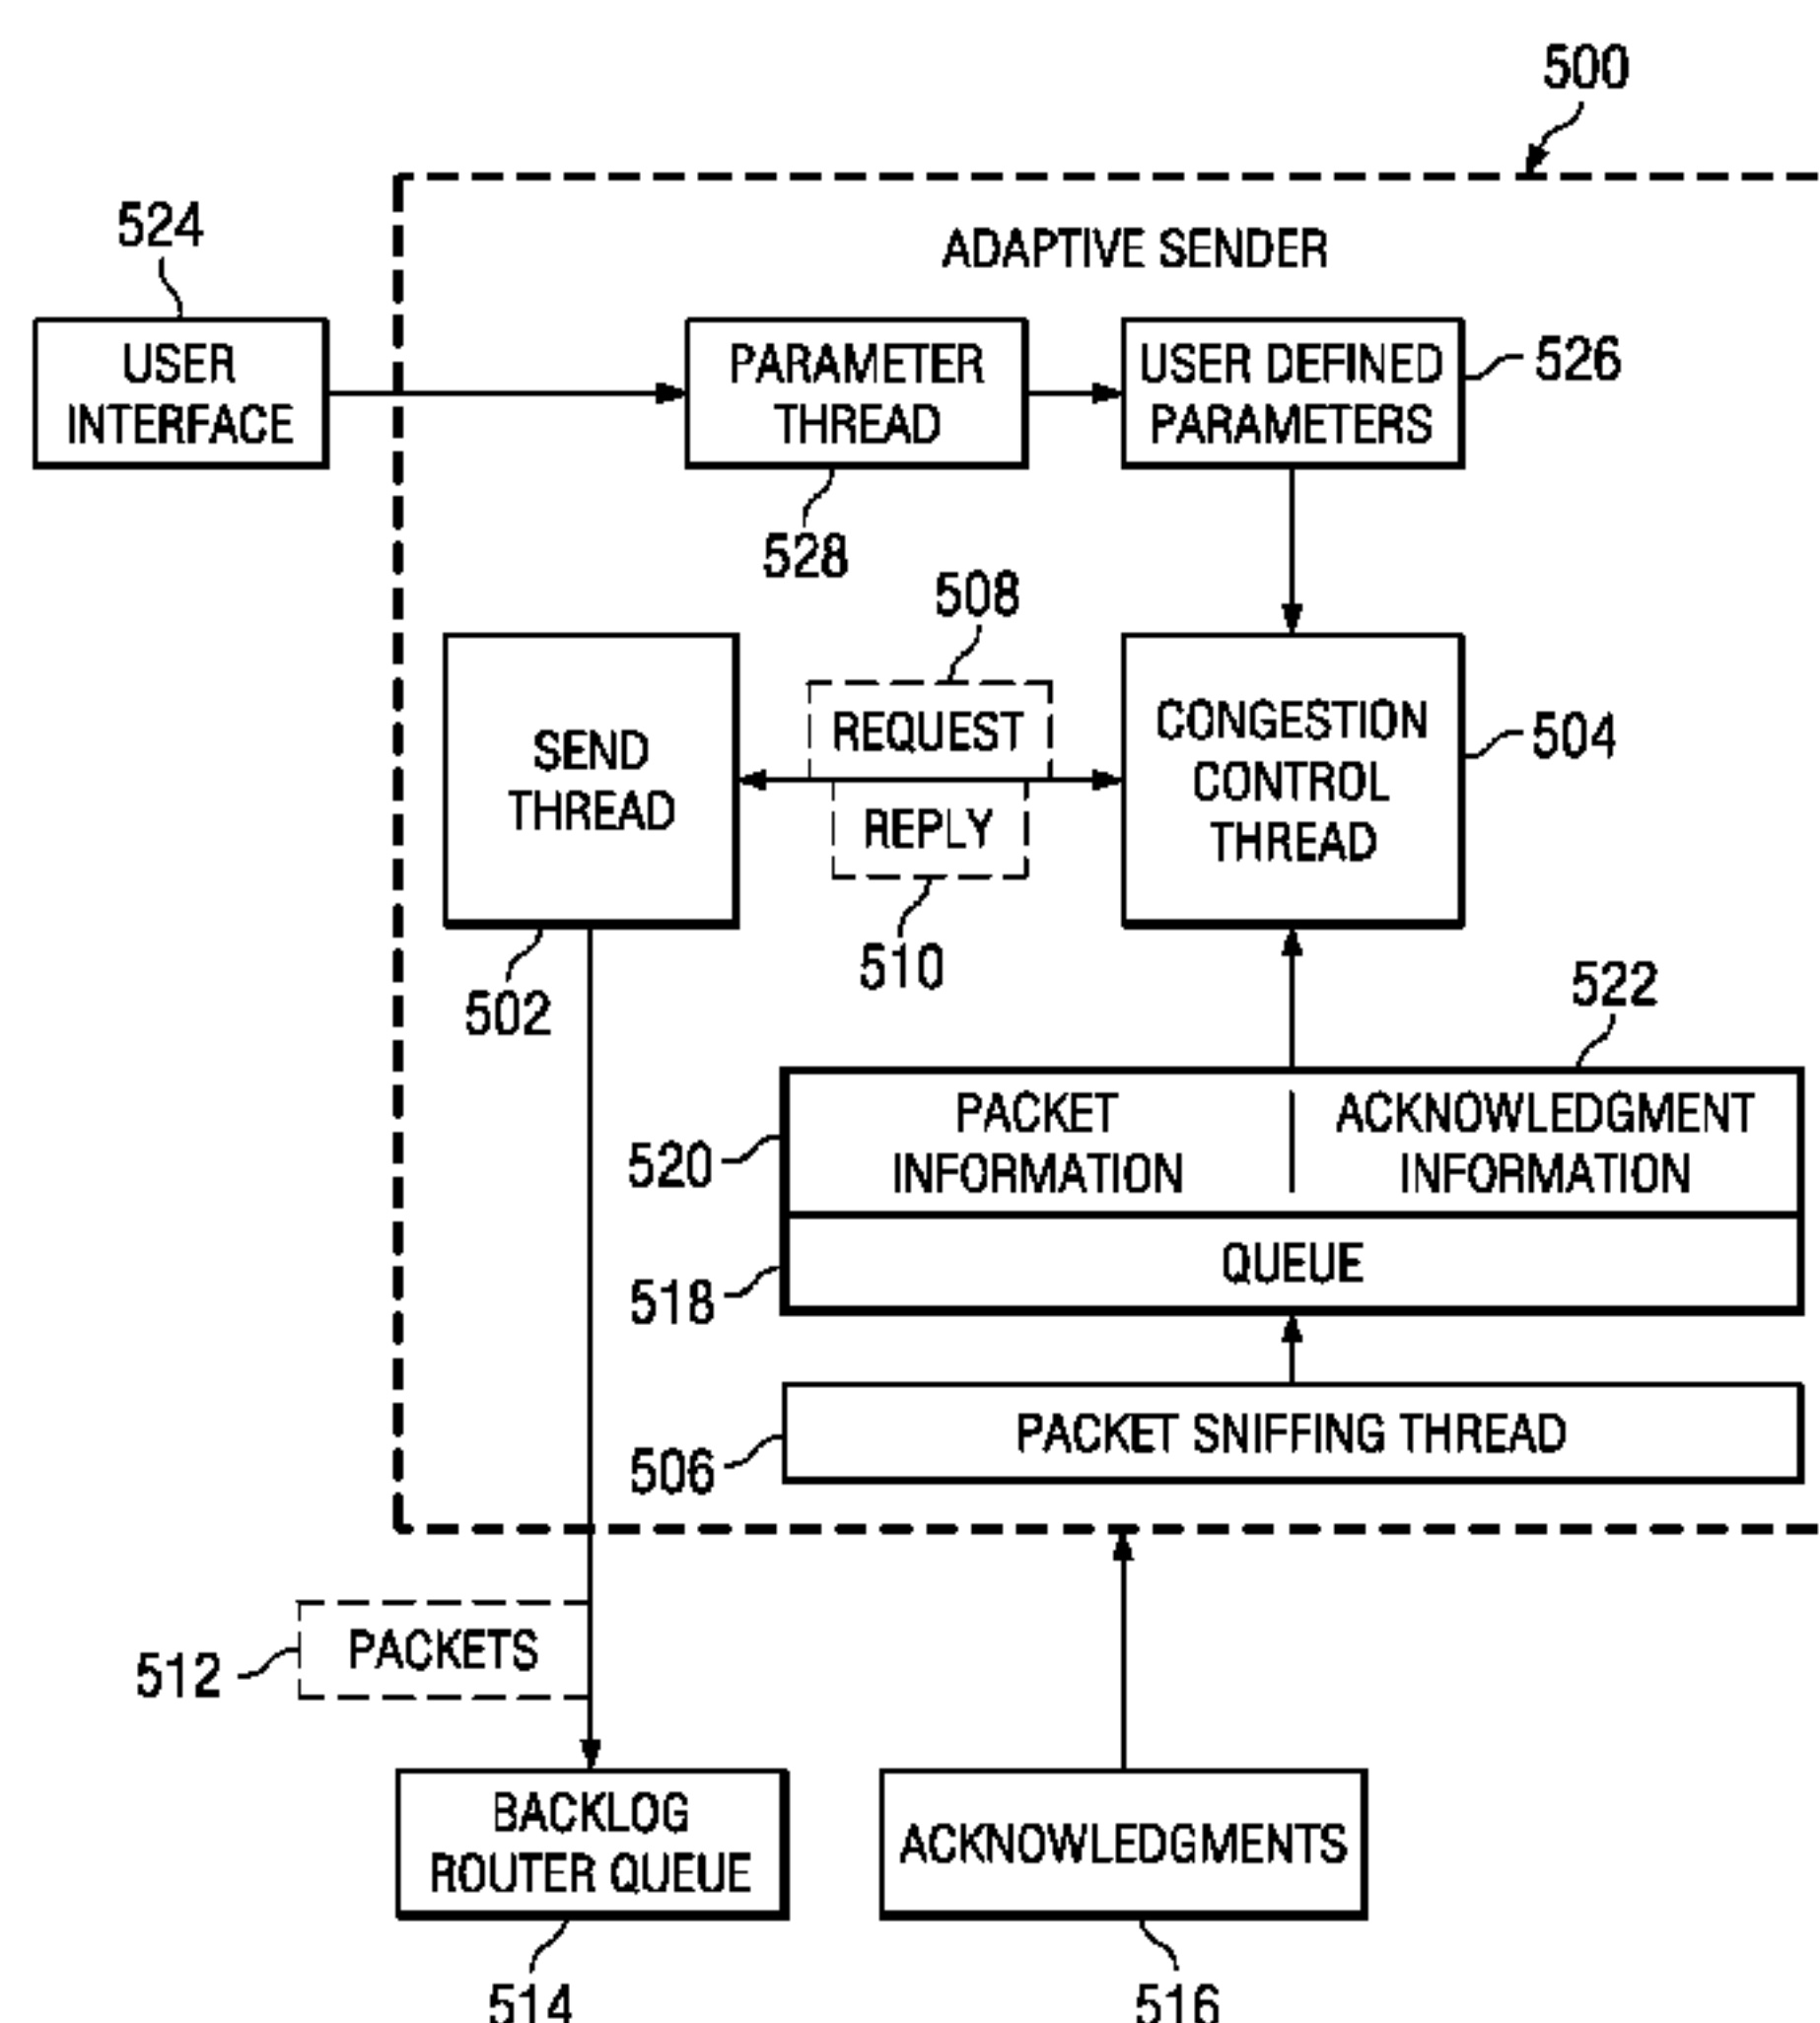 500
ADAPTIVE SENDER
524
USER
INTERFACE
PARAMETER
THREAD
528
USER DEFINED
PARAMETERS
526
508
SEND
THREAD
502
REQUEST
REPLY
510
CONGESTION
CONTROL
THREAD
504
522
520
PACKET
INFORMATION
ACKNOWLEDGMENT
INFORMATION
518
QUEUE
506
PACKET SNIFFING THREAD
512
PACKETS
BACKLOG
ROUTER QUEUE
514
ACKNOWLEDGMENTS
516